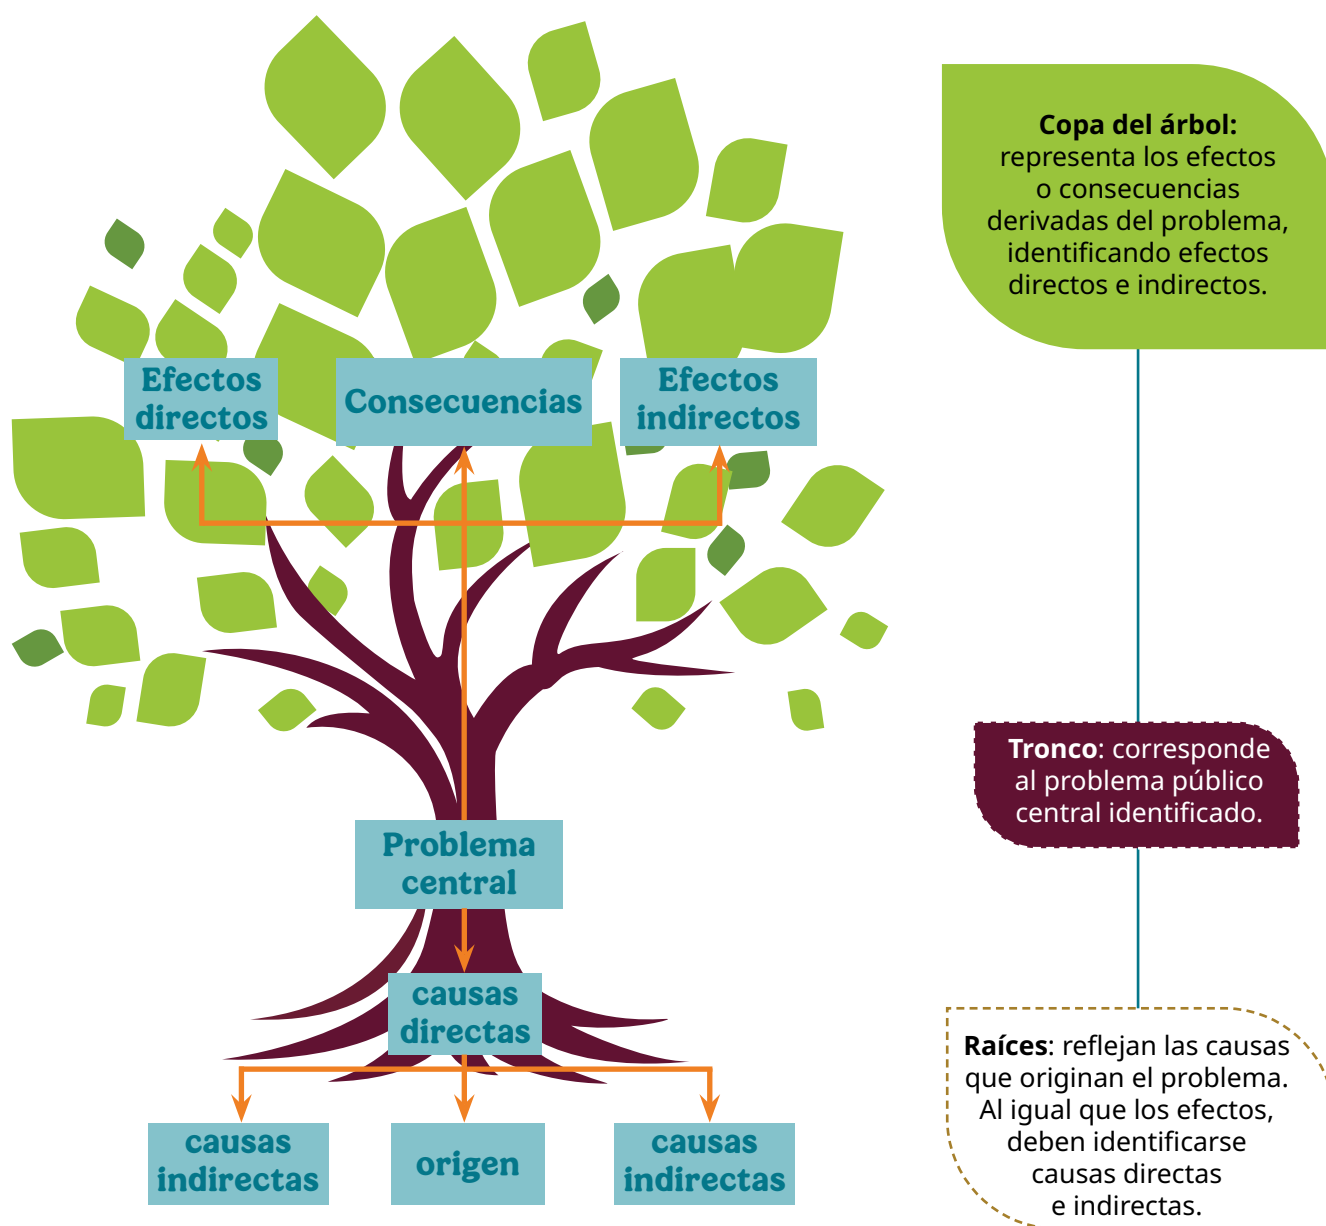 Copa del árbol:
representa los efectos
o consecuencias
derivadas del problema,
identificando efectos
directos e indirectos.
Efectos
directos
Consecuencias
Efectos
indirectos
Tronco: corresponde
al problema público
central identificado.
Problema
central
causas
directas
Raíces: reflejan las causas
que originan el problema.
Al igual que los efectos,
deben identificarse
causas directas
e indirectas.
causas
indirectas
origen
causas
indirectas